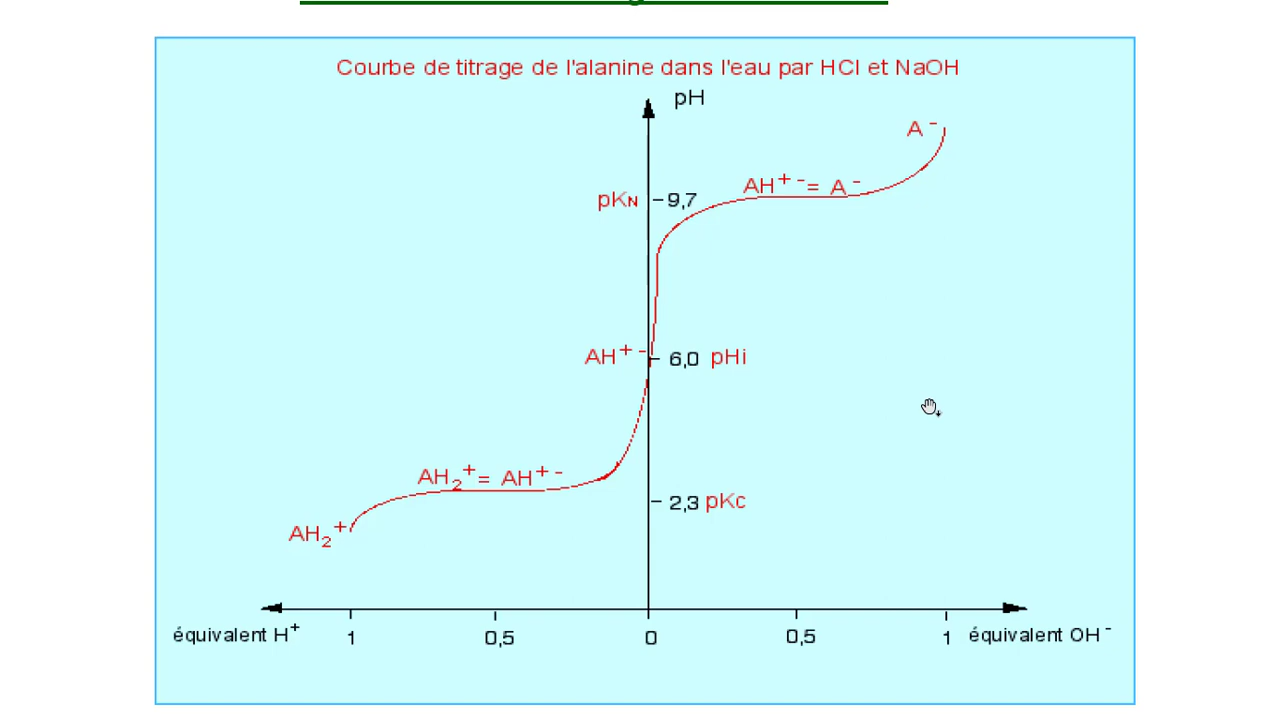 Courbe de titrage de l'alanine dans l'eau par HCl et NaOH
pH
A⁻
AH⁺⁻ = A⁻
pKN 9,7
AH⁺⁻ 6,0 pHi
AH₂⁺ = AH⁺⁻
2,3 pKc
AH₂⁺
équivalent H⁺ 1 0,5 0 0,5 1 équivalent OH⁻